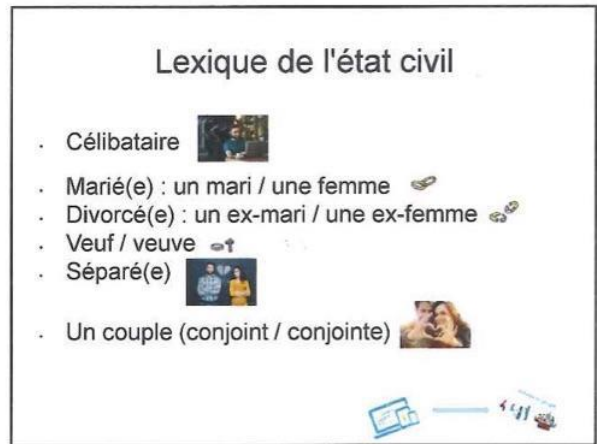 Lexique de l'état civil
· Célibataire
· Marié(e) : un mari / une femme
· Divorcé(e) : un ex-mari / une ex-femme
· Veuf / veuve
· Séparé(e)
· Un couple (conjoint / conjointe)